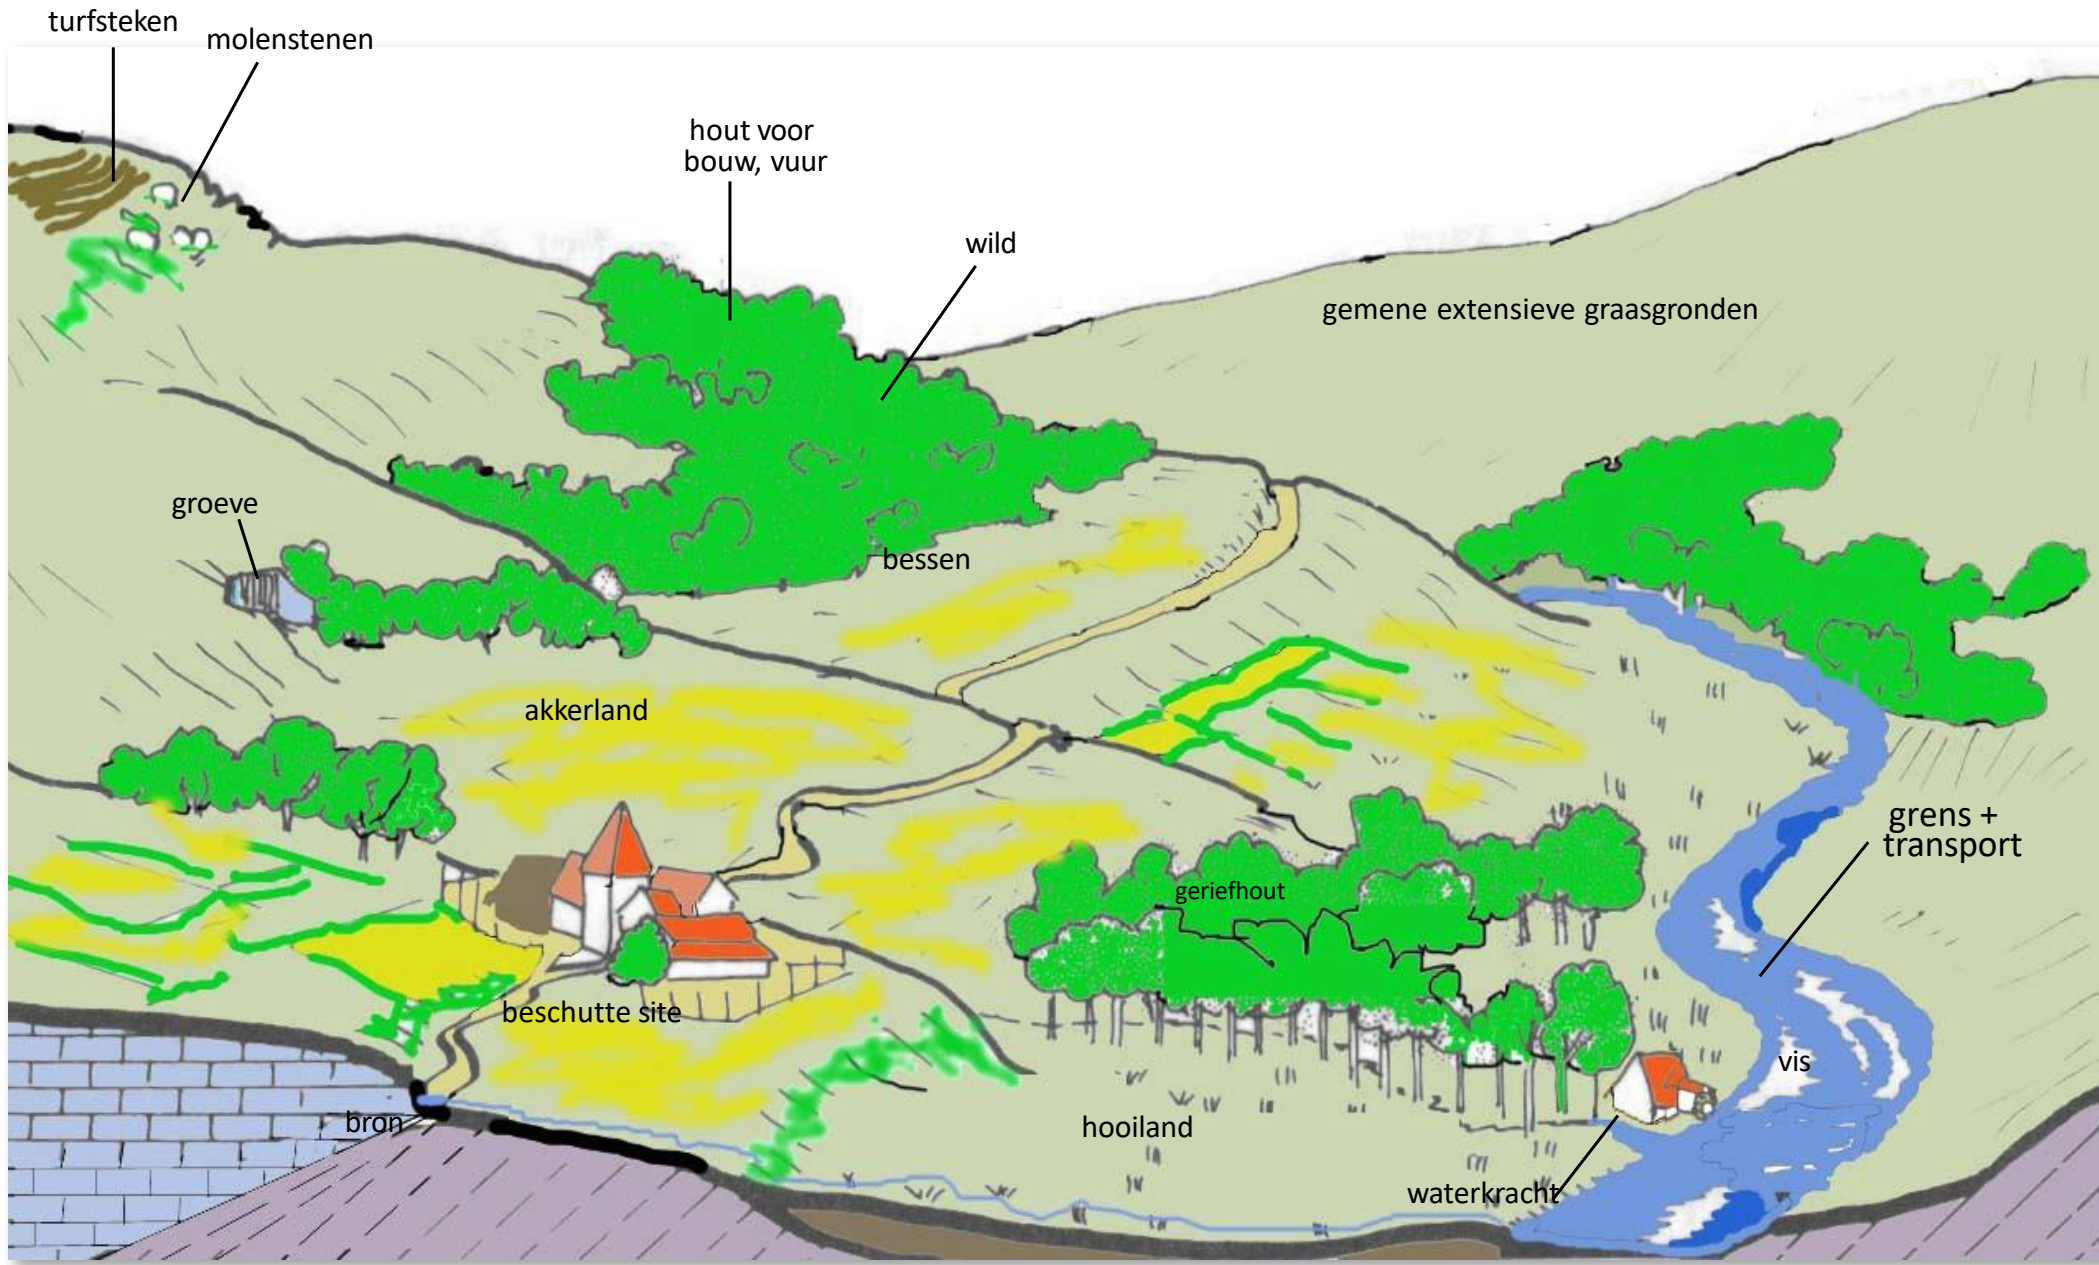 turfsteken
molenstenen
hout voor
bouw, vuur
wild
gemene extensieve graasgronden
groeve
bessen
akkerland
grens +
transport
geriefhout
beschutte site
vis
bron
hooiland
waterkracht